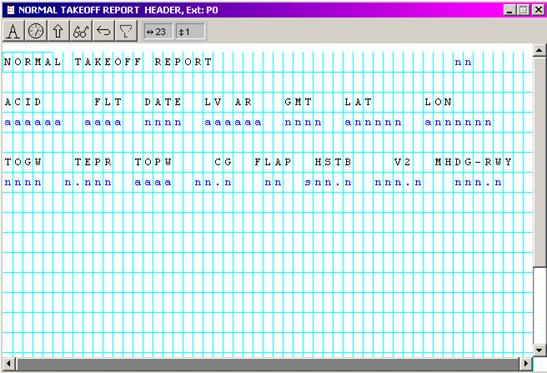 NORMAL TAKEOFF REPORT HEADER, Ext: P0
A ↔23 ↕1
NORMAL TAKEOFF REPORT nn
ACID FLT DATE LV AR GMT LAT LON
aaaaaa aaaa nnnn aaaaaa nnnn annnnn annnnnn
TOGW TEPR TOPW CG FLAP HSTB V2 MHDG-RWY
nnnn n.nnn aaaa nn.n nn snn.n nnn.n nnn.n